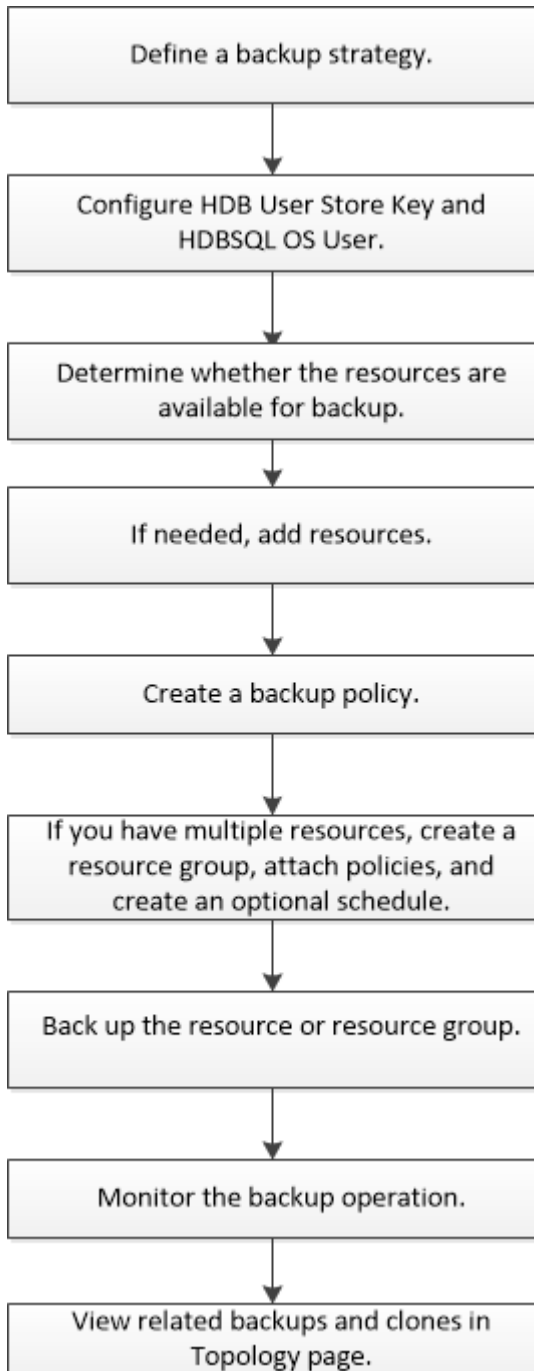 Define a backup strategy.
Configure HDB User Store Key and
HDBSQL OS User.
Determine whether the resources are
available for backup.
If needed, add resources.
Create a backup policy.
If you have multiple resources, create a
resource group, attach policies, and
create an optional schedule.
Back up the resource or resource group.
Monitor the backup operation.
View related backups and clones in
Topology page.